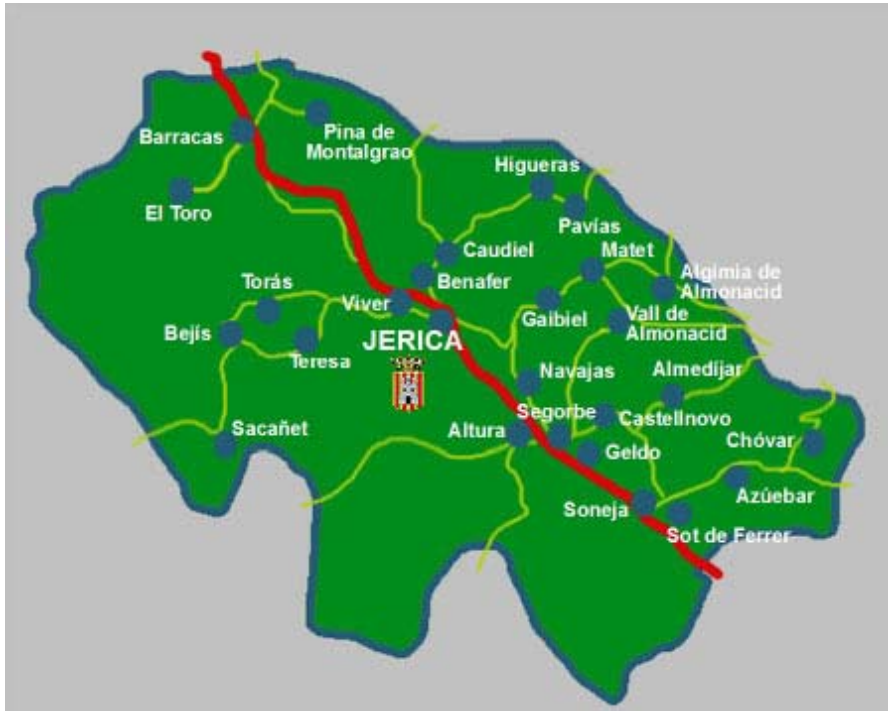 Barracas
Pina de
Montalgrao
El Toro
Higueras
Pavías
Caudiel
Matet
Benafer
Algimia de
Almonacid
Torás
Viver
Gaibiel
Vall de
Almonacid
Bejís
Teresa
JERICA
Navajas
Almedíjar
Segorbe
Castellnovo
Sacañet
Altura
Chóvar
Geldo
Azúebar
Soneja
Sot de Ferrer